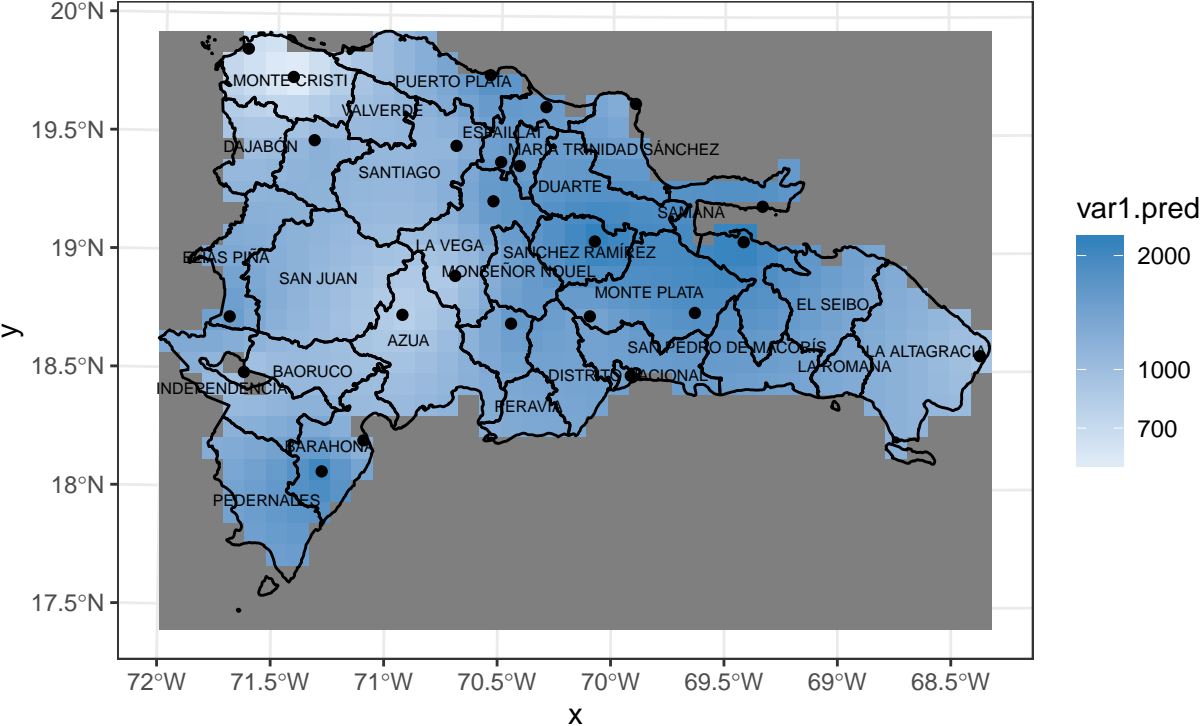 20°N
19.5°N
19°N
18.5°N
18°N
17.5°N
y
MONTE CRISTI
PUERTO PLATA
VALVERDE
ESPAILLAT
DAJABÓN
MARÍA TRINIDAD SÁNCHEZ
SANTIAGO
DUARTE
SAMANÁ
LA VEGA
SÁNCHEZ RAMÍREZ
ELÍAS PIÑA
MONSEÑOR NOUEL
SAN JUAN
MONTE PLATA
EL SEIBO
AZUA
SAN PEDRO DE MACORÍS
LA ALTAGRACIA
LA ROMANA
BAORUCO
DISTRITO NACIONAL
INDEPENDENCIA
PERAVIA
BARAHONA
PEDERNALES
72°W
71.5°W
71°W
70.5°W
70°W
69.5°W
69°W
68.5°W
x
var1.pred
2000
1000
700